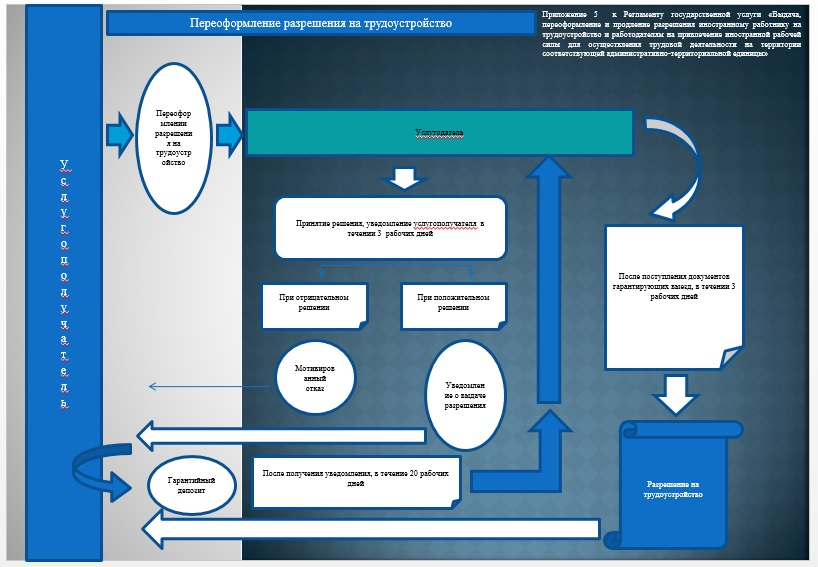 Переоформление разрешения на трудоустройство
Приложение 5 к Регламенту государственной услуги «Выдача,
переоформление и продление разрешения иностранному работнику на
трудоустройство и работодателям на привлечение иностранной рабочей
силы для осуществления трудовой деятельности на территории
соответствующей административно-территориальной единицы»
Услугополучатель
Переофор
млении
разрешени
я на
трудоустр
ойство
Услугодатель
Принятие решения, уведомление услугополучателя в
течении 3 рабочих дней
При отрицательном
решении
При положительном
решении
После поступления документов
гарантирующих выезд, в течении 3
рабочих дней
Мотивиров
анный
отказ
Уведомлен
ие о выдаче
разрешения
Гарантийный
депозит
После получения уведомления, в течение 20 рабочих
дней
Разрешение на
трудоустройство